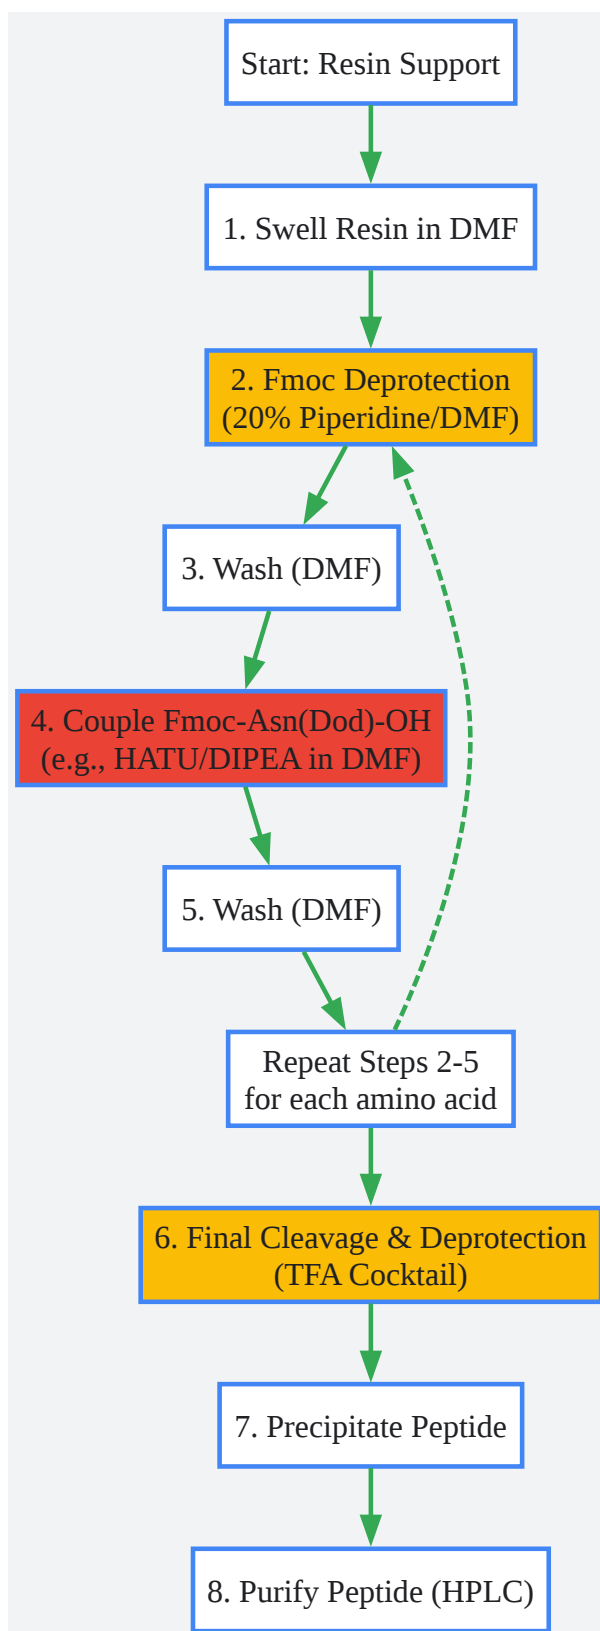 Start: Resin Support
1. Swell Resin in DMF
2. Fmoc Deprotection
(20% Piperidine/DMF)
3. Wash (DMF)
4. Couple Fmoc-Asn(Dod)-OH
(e.g., HATU/DIPEA in DMF)
5. Wash (DMF)
Repeat Steps 2-5
for each amino acid
6. Final Cleavage & Deprotection
(TFA Cocktail)
7. Precipitate Peptide
8. Purify Peptide (HPLC)